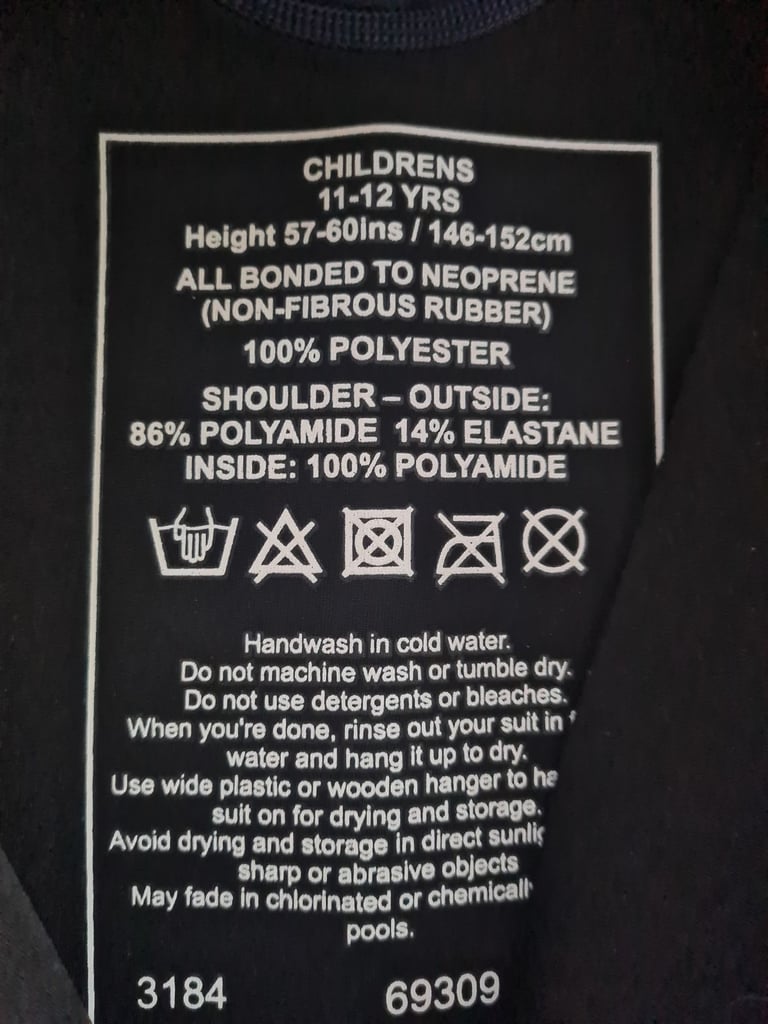 CHILDRENS
11-12 YRS
Height 57-60ins / 146-152cm
ALL BONDED TO NEOPRENE
(NON-FIBROUS RUBBER)
100% POLYESTER
SHOULDER – OUTSIDE:
86% POLYAMIDE 14% ELASTANE
INSIDE: 100% POLYAMIDE
Handwash in cold water.
Do not machine wash or tumble dry.
Do not use detergents or bleaches.
When you're done, rinse out your suit in
water and hang it up to dry.
Use wide plastic or wooden hanger to
suit on for drying and storage.
Avoid drying and storage in direct
sharp or abrasive objects
May fade in chlorinated or
pools.
3184 69309